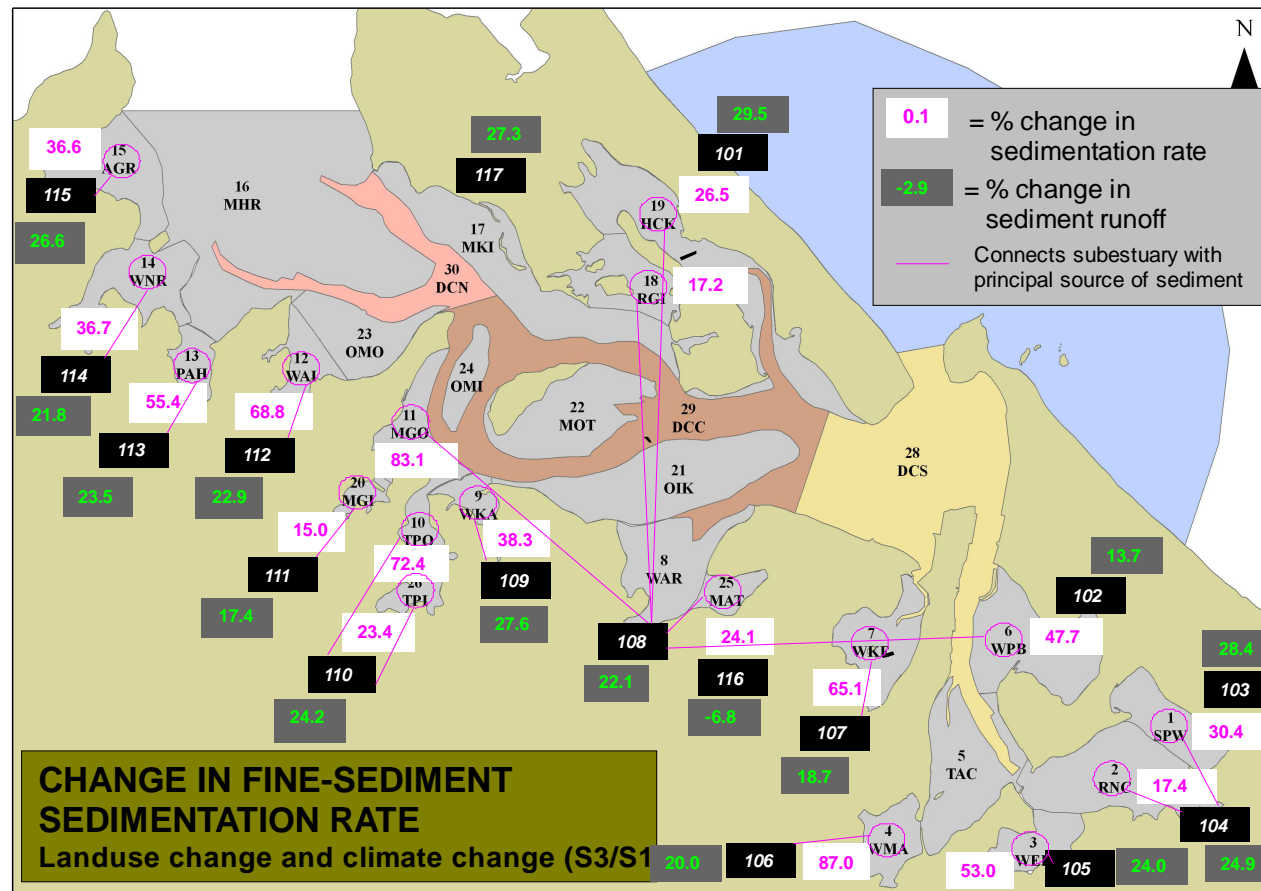 N
0.1
= % change in
sedimentation rate
-2.9
= % change in
sediment runoff
Connects subestuary with
principal source of sediment
29.5
101
26.5
27.3
117
19
HCK
36.6
15
AGR
115
26.6
16
MHR
17
MKI
30
DCN
18
RGI
17.2
14
WNR
36.7
114
21.8
13
PAH
55.4
113
23.5
12
WAI
68.8
112
22.9
23
OMO
24
OMI
22
MOT
29
DCC
28
DCS
21
OIK
11
MGO
83.1
20
MGI
15.0
111
17.4
10
TPO
72.4
26
TPI
23.4
110
24.2
9
WKA
38.3
109
27.6
8
WAR
25
MAT
24.1
108
22.1
116
-6.8
7
WKE
65.1
107
18.7
6
WPB
47.7
13.7
102
28.4
103
1
SPW
30.4
2
RNG
17.4
104
24.9
5
TAC
4
WMA
87.0
106
20.0
3
WEI
53.0
105
24.0
CHANGE IN FINE-SEDIMENT
SEDIMENTATION RATE
Landuse change and climate change (S3/S1